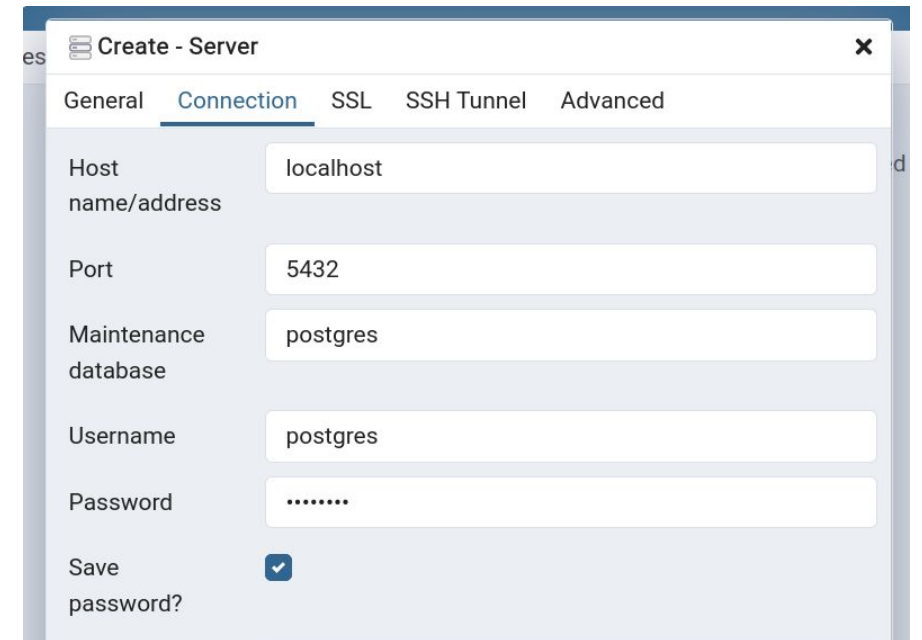 Create - Server
es
General Connection SSL SSH Tunnel Advanced
Host
name/address
localhost
d
Port
5432
Maintenance
database
postgres
Username
postgres
Password
••••••••
Save
password?